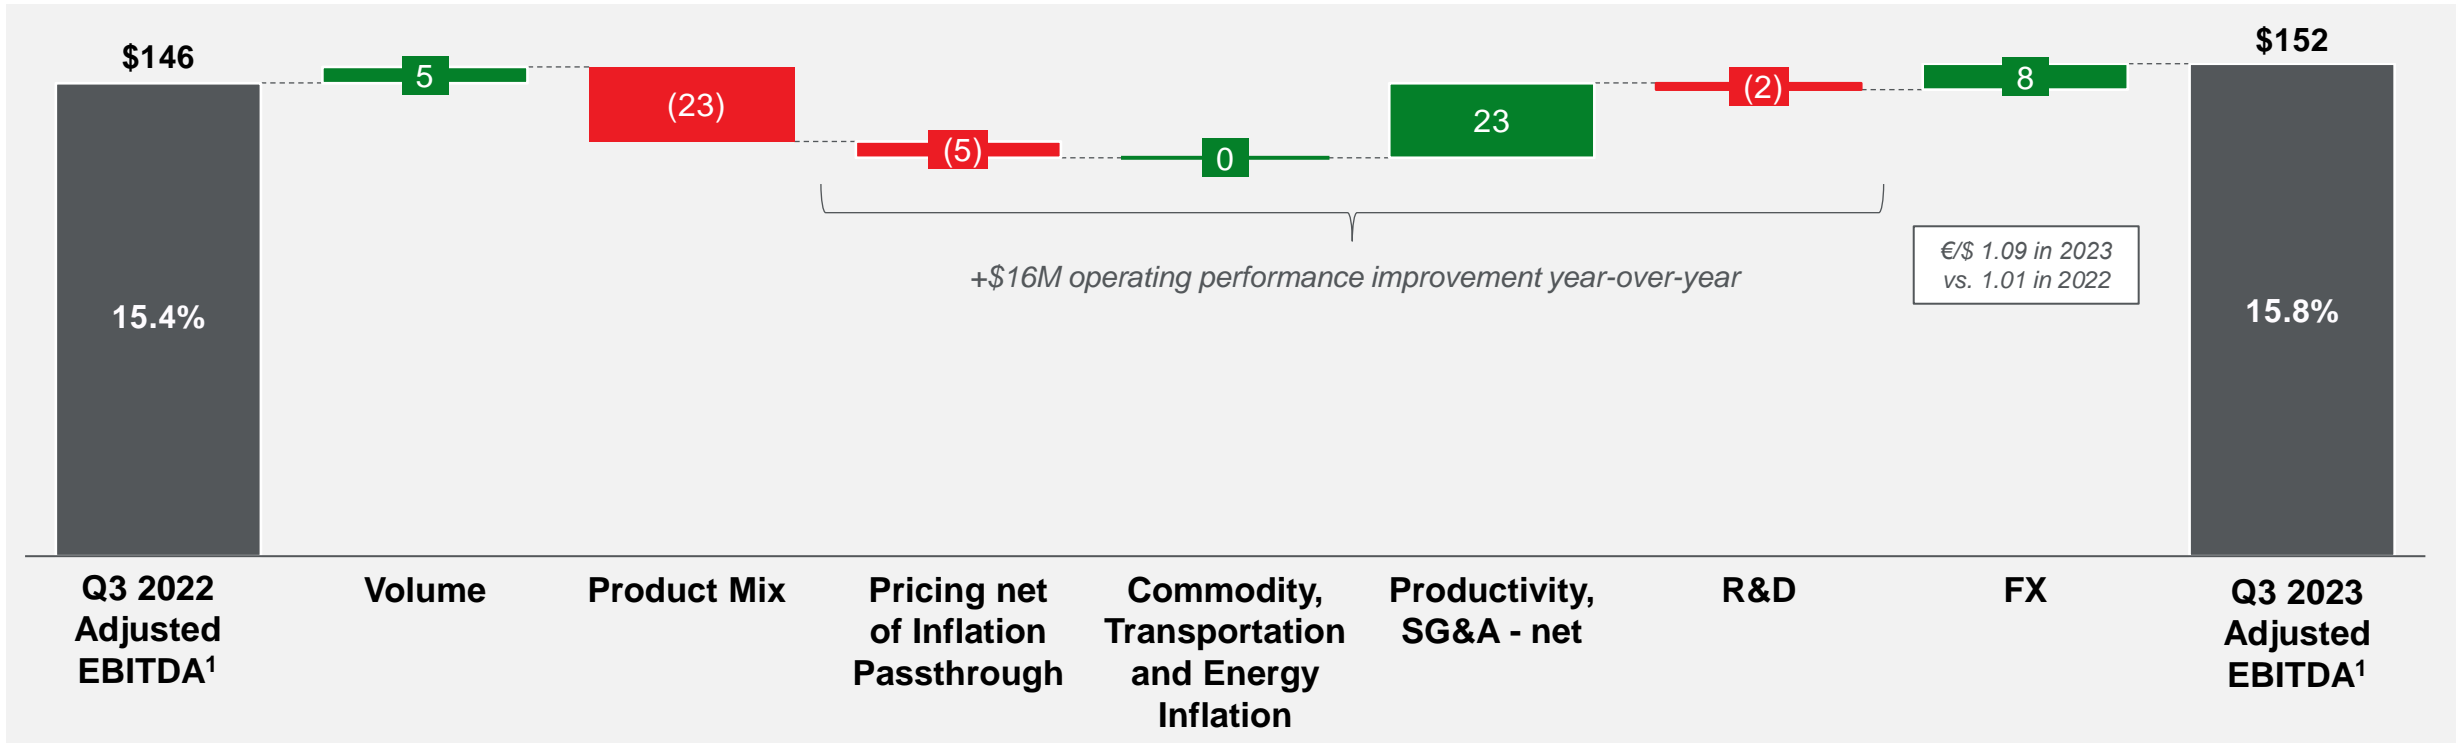 $146
5
(23)
(5)
0
23
(2)
8
$152
+$16M operating performance improvement year-over-year
€/$ 1.09 in 2023
vs. 1.01 in 2022
15.4%
15.8%
Q3 2022
Adjusted
EBITDA¹
Volume
Product Mix
Pricing net
of Inflation
Passthrough
Commodity,
Transportation
and Energy
Inflation
Productivity,
SG&A - net
R&D
FX
Q3 2023
Adjusted
EBITDA¹